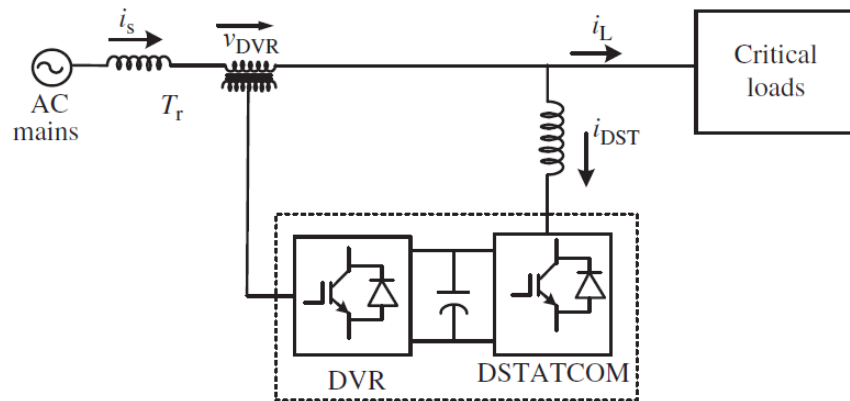 i_s
v_DVR
i_L
AC
mains
T_r
Critical
loads
i_DST
DVR
DSTATCOM